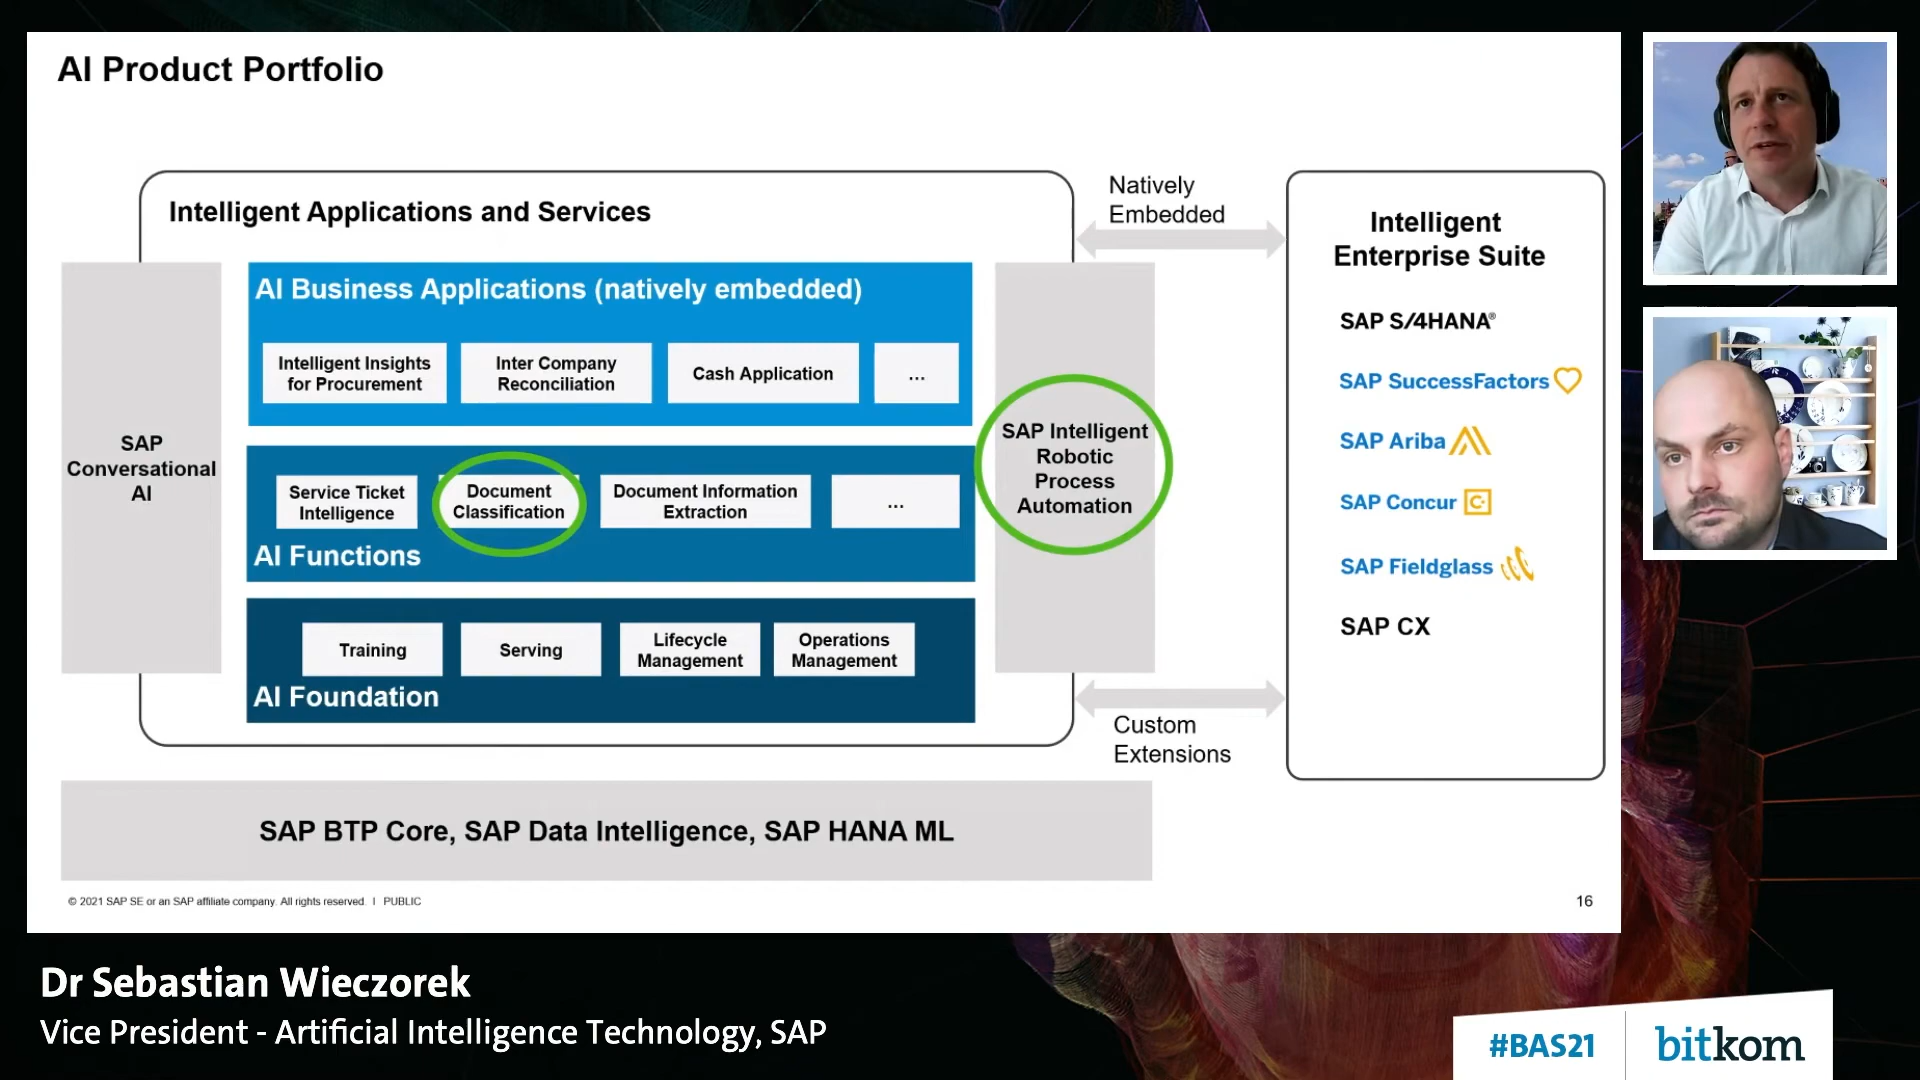 AI Product Portfolio
Intelligent Applications and Services
SAP
Conversational
AI
AI Business Applications (natively embedded)
Intelligent Insights
for Procurement
Inter Company
Reconciliation
Cash Application
...
Service Ticket
Intelligence
Document
Classification
Document Information
Extraction
...
AI Functions
Training
Serving
Lifecycle
Management
Operations
Management
AI Foundation
SAP Intelligent
Robotic
Process
Automation
Natively
Embedded
Custom
Extensions
Intelligent
Enterprise Suite
SAP S/4HANA®
SAP SuccessFactors
SAP Ariba
SAP Concur
SAP Fieldglass
SAP CX
SAP BTP Core, SAP Data Intelligence, SAP HANA ML
© 2021 SAP SE or an SAP affiliate company. All rights reserved. I PUBLIC
16
Dr Sebastian Wieczorek
Vice President - Artificial Intelligence Technology, SAP
#BAS21
bitkom